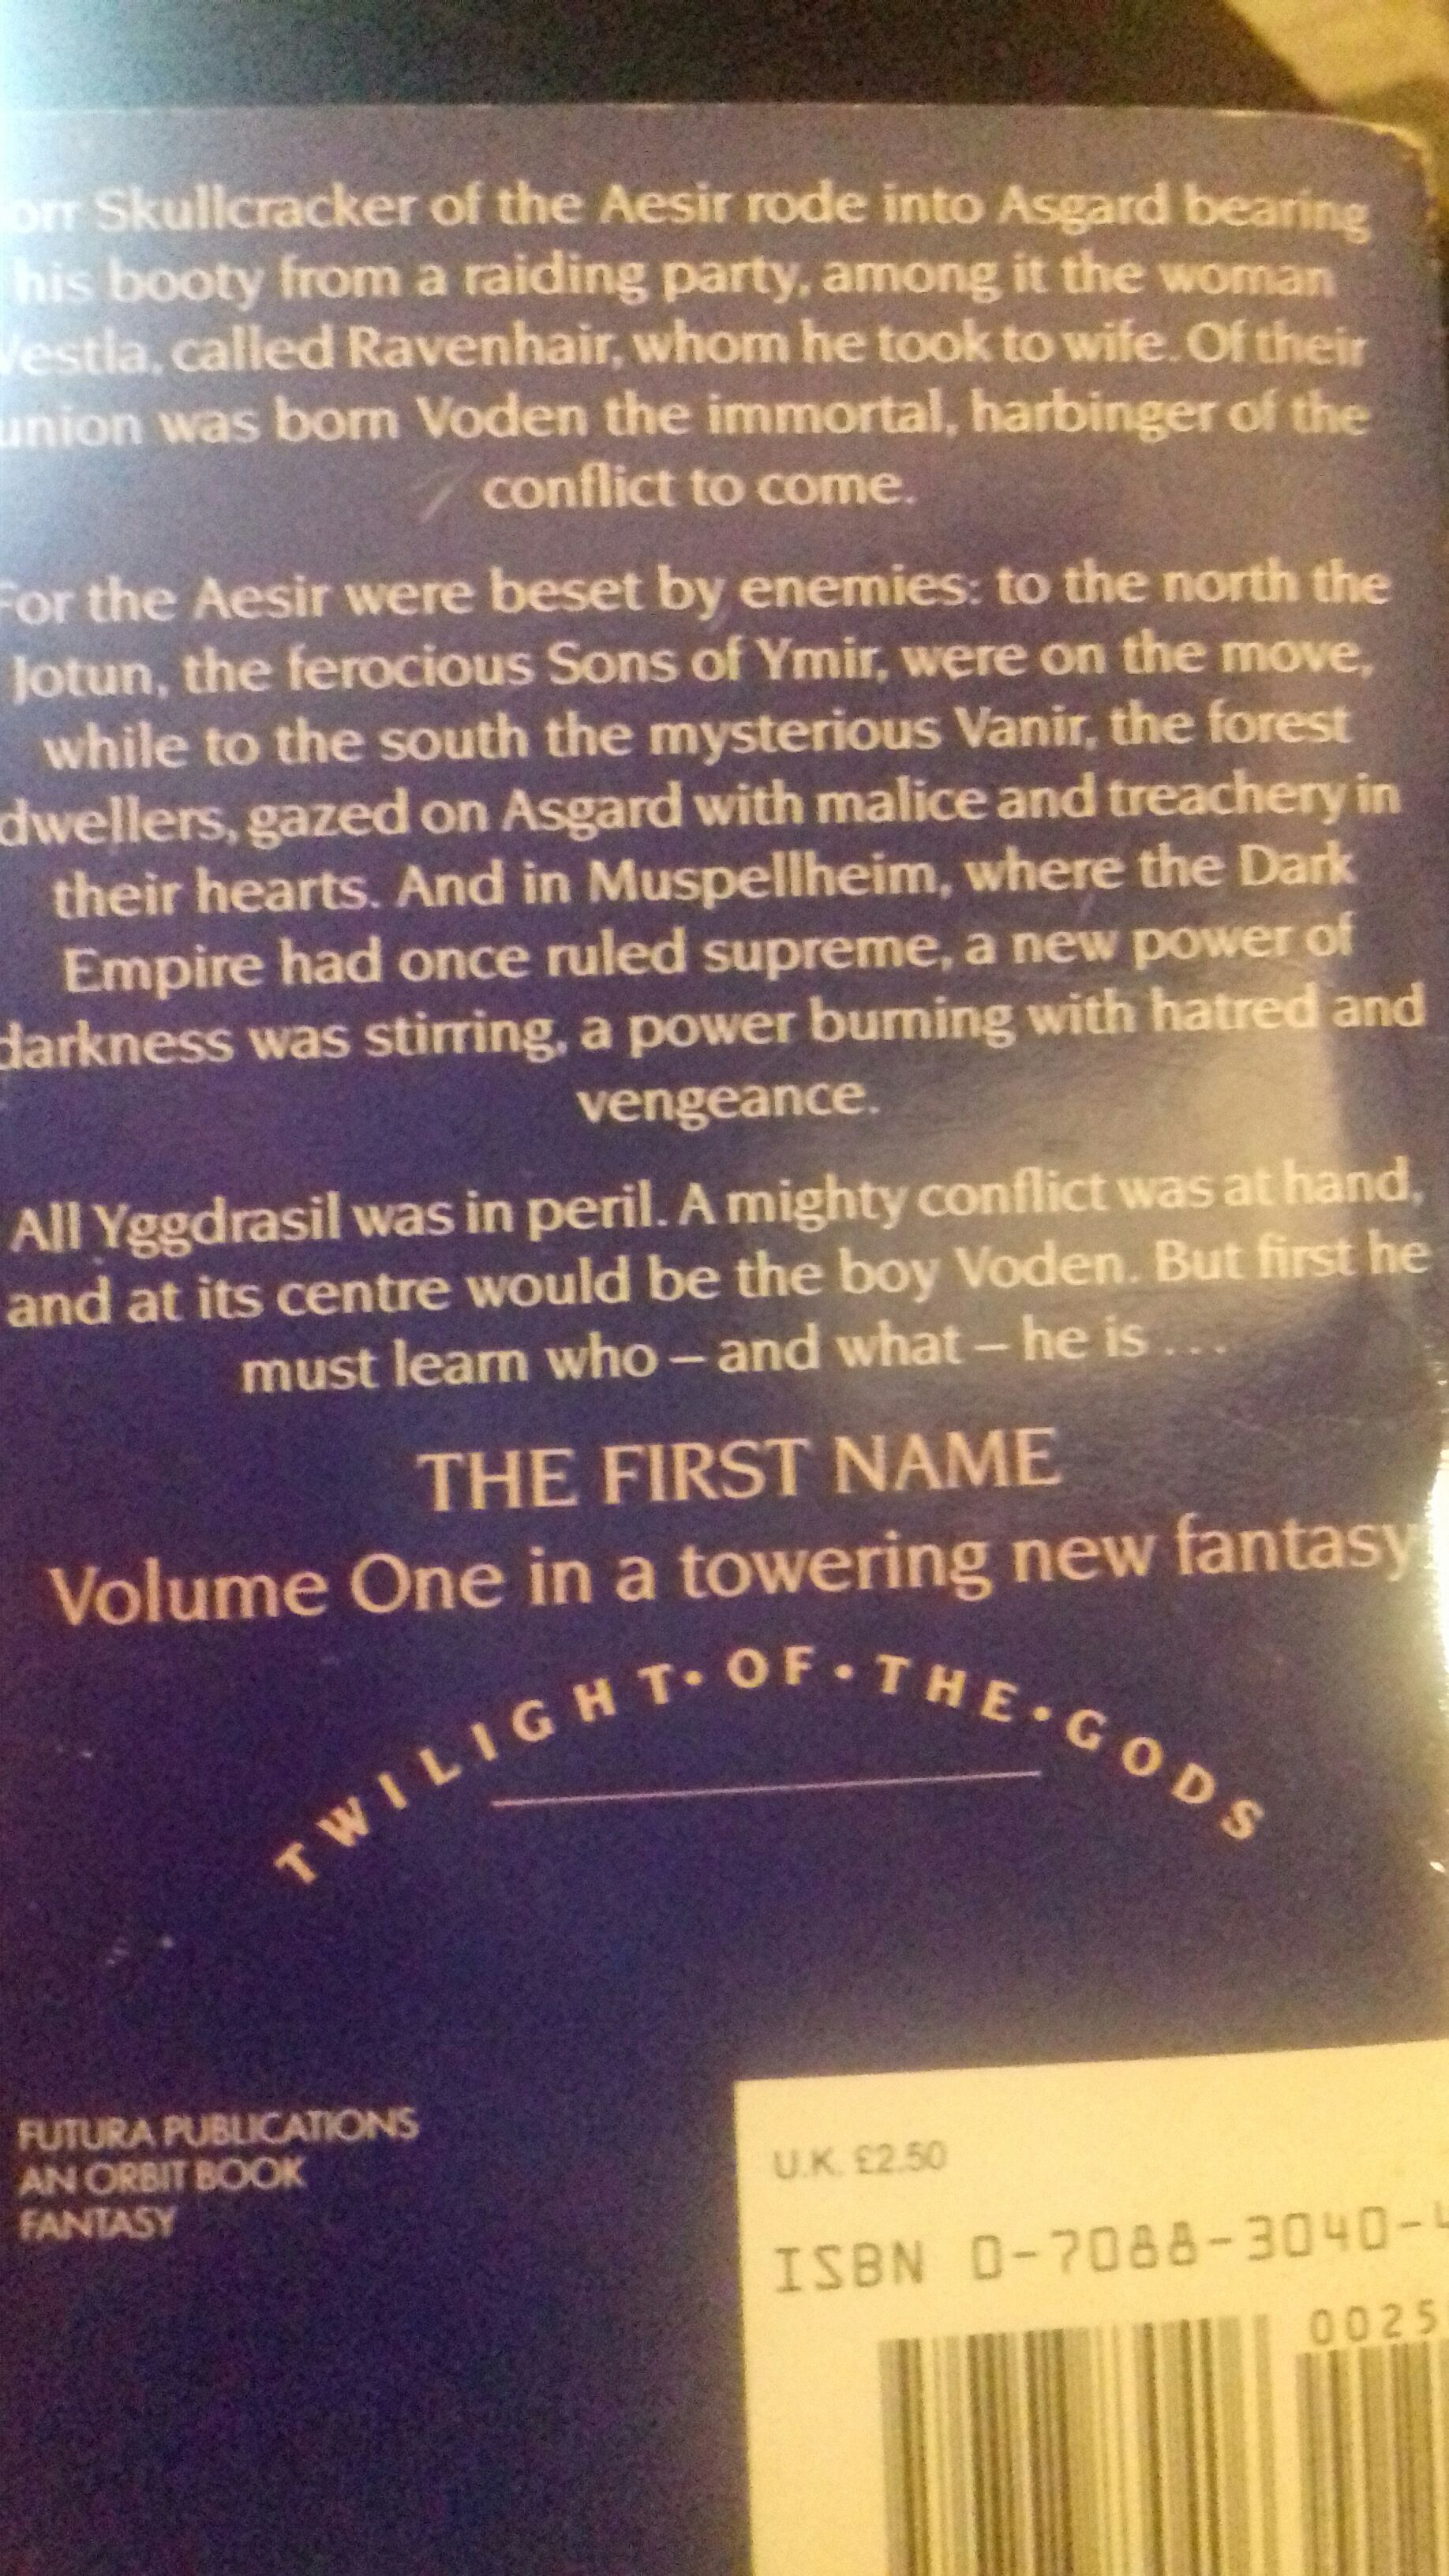 orr Skullcracker of the Aesir rode into Asgard bearing
his booty from a raiding party, among it the woman
Vestla, called Ravenhair, whom he took to wife. Of their
union was born Voden the immortal, harbinger of the
conflict to come.
For the Aesir were beset by enemies: to the north the
Jotun, the ferocious Sons of Ymir, were on the move,
while to the south the mysterious Vanir, the forest
dwellers, gazed on Asgard with malice and treachery in
their hearts. And in Muspellheim, where the Dark
Empire had once ruled supreme, a new power of
darkness was stirring, a power burning with hatred and
vengeance.
All Yggdrasil was in peril. A mighty conflict was at hand,
and at its centre would be the boy Voden. But first he
must learn who – and what – he is . . .
THE FIRST NAME
Volume One in a towering new fantasy
TWILIGHT • OF • THE • GODS
FUTURA PUBLICATIONS
AN ORBIT BOOK
FANTASY
U.K. £2.50
ISBN 0-7088-3040-4
0025